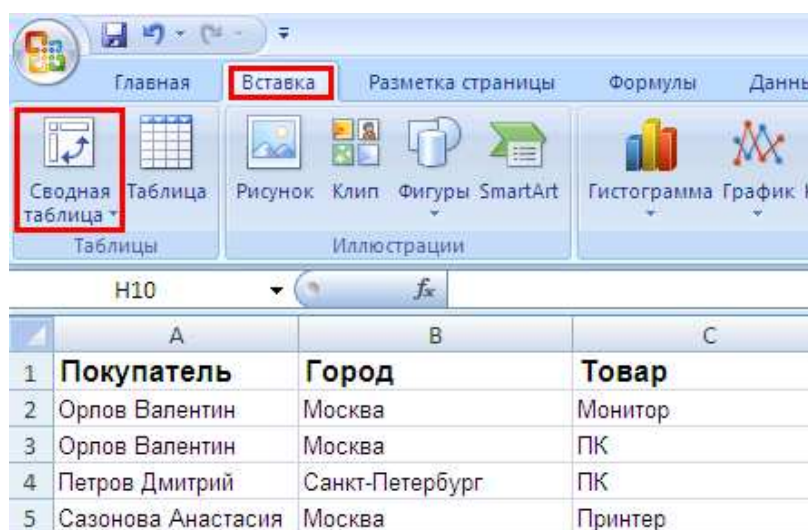 Главная Вставка Разметка страницы Формулы Данны
Сводная таблица Таблица Рисунок Клип Фигуры SmartArt Гистограмма График
Таблицы Иллюстрации
H10 fx
A B C
1 Покупатель Город Товар
2 Орлов Валентин Москва Монитор
3 Орлов Валентин Москва ПК
4 Петров Дмитрий Санкт-Петербург ПК
5 Сазонова Анастасия Москва Принтер